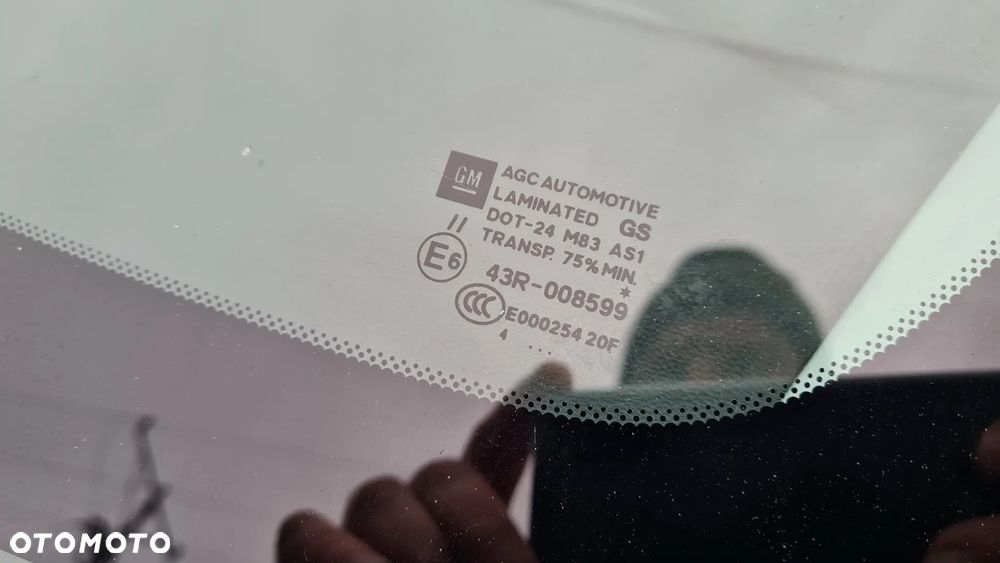 GM
AGC AUTOMOTIVE
LAMINATED GS
DOT-24 M83 AS1
TRANSP. 75% MIN.
II
E6
43R-008599
*
CCC
E000254 20F
4 ...
OTOMOTO